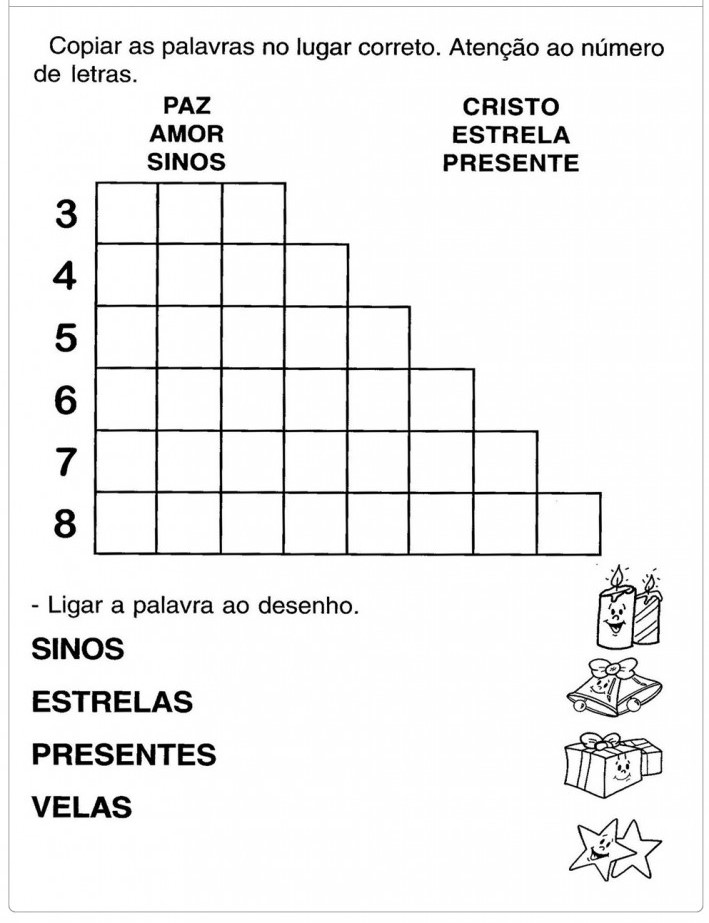 Copiar as palavras no lugar correto. Atenção ao número
de letras.
PAZ
AMOR
SINOS
CRISTO
ESTRELA
PRESENTE
3
4
5
6
7
8
- Ligar a palavra ao desenho.
SINOS
ESTRELAS
PRESENTES
VELAS